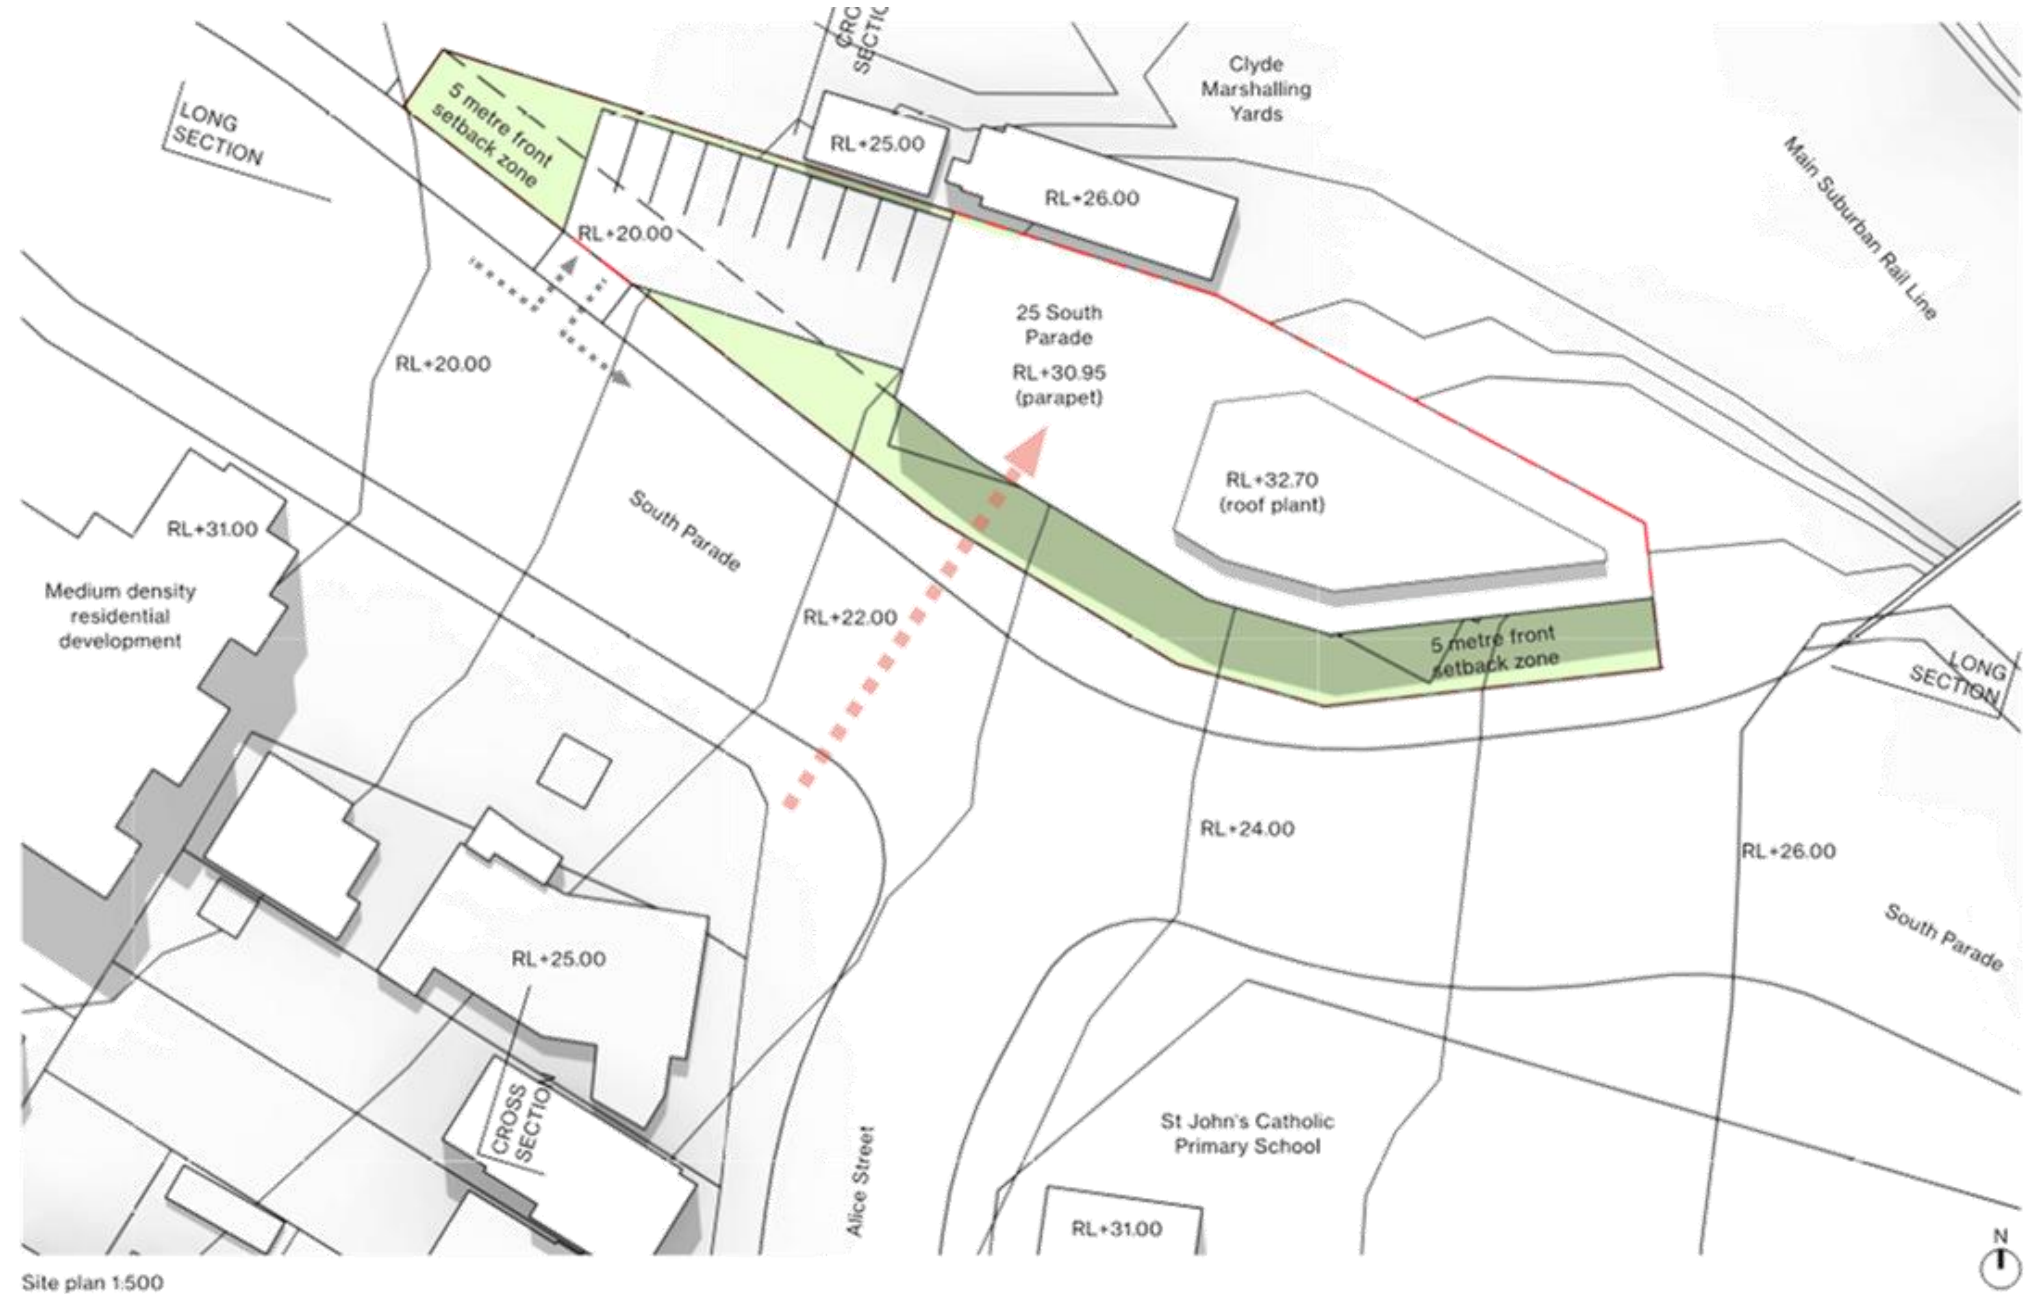 CRO
SECTIO
Clyde
Marshalling
Yards
LONG
SECTION
5 metre front
setback zone
RL+25.00
RL+26.00
Main Suburban Rail Line
RL+20.00
25 South
Parade
RL+30.95
(parapet)
RL+20.00
RL+32.70
(roof plant)
South Parade
RL+31.00
Medium density
residential
development
RL+22.00
5 metre front
setback zone
LONG
SECTION
RL+24.00
RL+26.00
South Parade
RL+25.00
CROSS
SECTION
Alice Street
St John's Catholic
Primary School
RL+31.00
N
Site plan 1:500